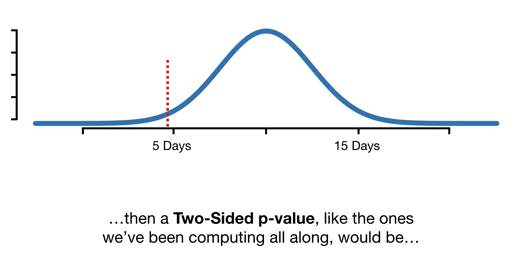 5 Days 15 Days
…then a Two-Sided p-value, like the ones
we’ve been computing all along, would be…